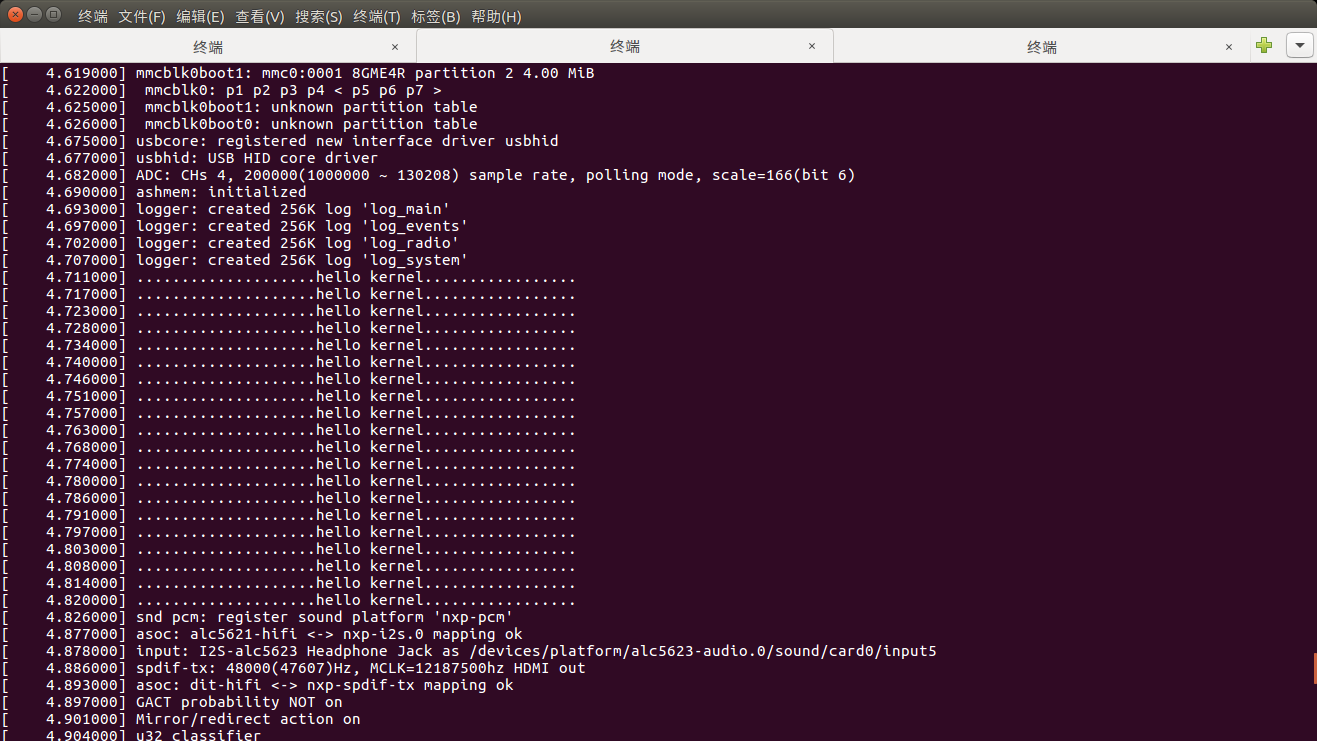 终端 文件(F) 编辑(E) 查看(V) 搜索(S) 终端(T) 标签(B) 帮助(H)
终端 × 终端 × 终端 ×
[    4.619000] mmcblk0boot1: mmc0:0001 8GME4R partition 2 4.00 MiB
[    4.622000]  mmcblk0: p1 p2 p3 p4 < p5 p6 p7 >
[    4.625000]  mmcblk0boot1: unknown partition table
[    4.626000]  mmcblk0boot0: unknown partition table
[    4.675000] usbcore: registered new interface driver usbhid
[    4.677000] usbhid: USB HID core driver
[    4.682000] ADC: CHs 4, 200000(1000000 ~ 130208) sample rate, polling mode, scale=166(bit 6)
[    4.690000] ashmem: initialized
[    4.693000] logger: created 256K log 'log_main'
[    4.697000] logger: created 256K log 'log_events'
[    4.702000] logger: created 256K log 'log_radio'
[    4.707000] logger: created 256K log 'log_system'
[    4.711000] ....................hello kernel.................
[    4.717000] ....................hello kernel.................
[    4.723000] ....................hello kernel.................
[    4.728000] ....................hello kernel.................
[    4.734000] ....................hello kernel.................
[    4.740000] ....................hello kernel.................
[    4.746000] ....................hello kernel.................
[    4.751000] ....................hello kernel.................
[    4.757000] ....................hello kernel.................
[    4.763000] ....................hello kernel.................
[    4.768000] ....................hello kernel.................
[    4.774000] ....................hello kernel.................
[    4.780000] ....................hello kernel.................
[    4.786000] ....................hello kernel.................
[    4.791000] ....................hello kernel.................
[    4.797000] ....................hello kernel.................
[    4.803000] ....................hello kernel.................
[    4.808000] ....................hello kernel.................
[    4.814000] ....................hello kernel.................
[    4.820000] ....................hello kernel.................
[    4.826000] snd pcm: register sound platform 'nxp-pcm'
[    4.877000] asoc: alc5621-hifi <-> nxp-i2s.0 mapping ok
[    4.878000] input: I2S-alc5623 Headphone Jack as /devices/platform/alc5623-audio.0/sound/card0/input5
[    4.886000] spdif-tx: 48000(47607)Hz, MCLK=12187500hz HDMI out
[    4.893000] asoc: dit-hifi <-> nxp-spdif-tx mapping ok
[    4.897000] GACT probability NOT on
[    4.901000] Mirror/redirect action on
[    4.904000] u32 classifier